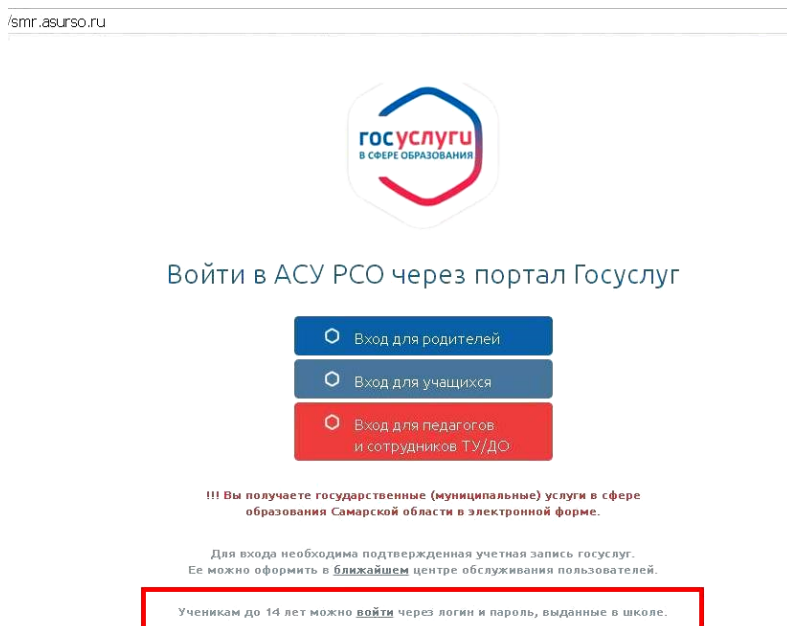 /smr.asurso.ru
госуслуги
В СФЕРЕ ОБРАЗОВАНИЯ
Войти в АСУ РСО через портал Госуслуг
Вход для родителей
Вход для учащихся
Вход для педагогов
и сотрудников ТУ/ДО
!!! Вы получаете государственные (муниципальные) услуги в сфере
образования Самарской области в электронной форме.
Для входа необходима подтвержденная учетная запись госуслуг.
Ее можно оформить в ближайшем центре обслуживания пользователей.
Ученикам до 14 лет можно войти через логин и пароль, выданные в школе.